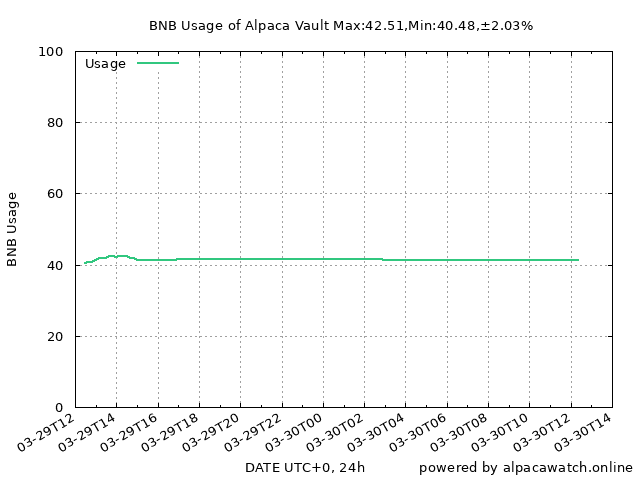 BNB Usage of Alpaca Vault Max:42.51,Min:40.48,±2.03%
Usage
BNB Usage
100
80
60
40
20
0
03-29T12
03-29T14
03-29T16
03-29T18
03-29T20
03-29T22
03-30T00
03-30T02
03-30T04
03-30T06
03-30T08
03-30T10
03-30T12
03-30T14
DATE UTC+0, 24h
powered by alpacawatch.online